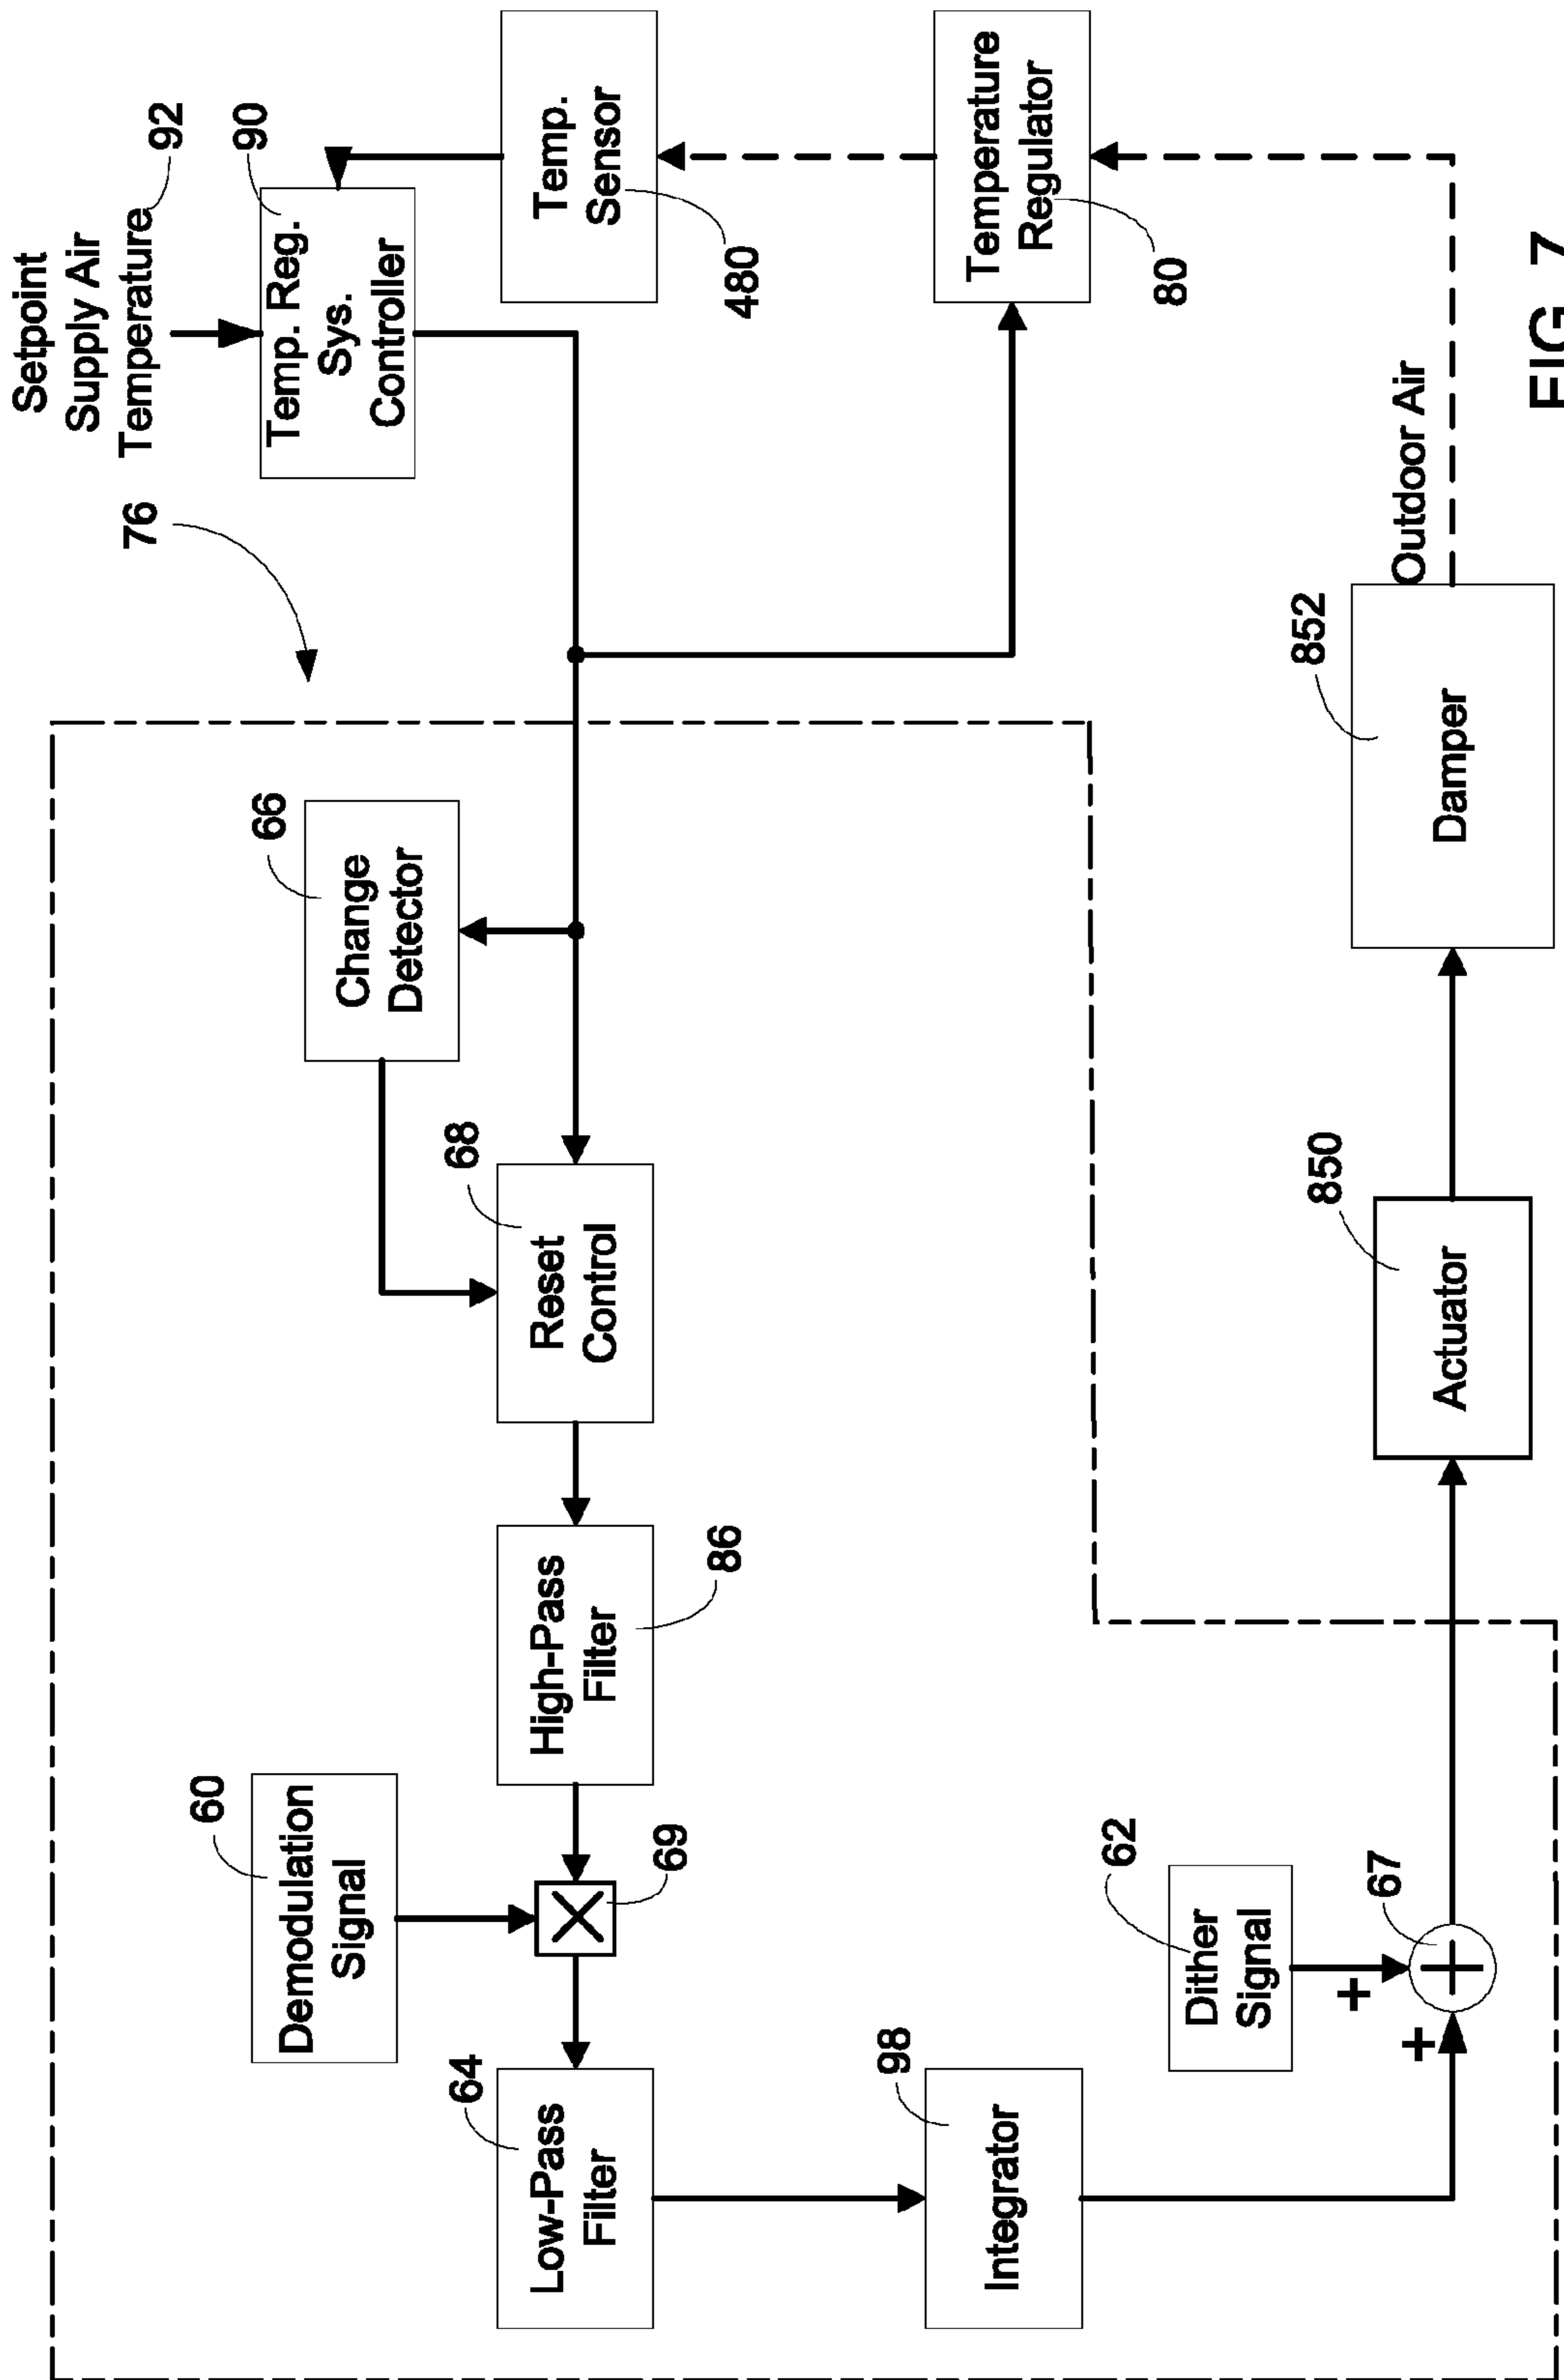 Setpoint
Supply Air
Temperature
92
76
90
Temp. Reg.
Sys.
Controller
Temp.
Sensor
480
Temperature
Regulator
80
66
Change
Detector
68
Reset
Control
High-Pass
Filter
86
60
Demodulation
Signal
69
64
Low-Pass
Filter
98
Integrator
62
Dither
Signal
+
+
67
850
Actuator
852
Damper
Outdoor Air
FIG. 7